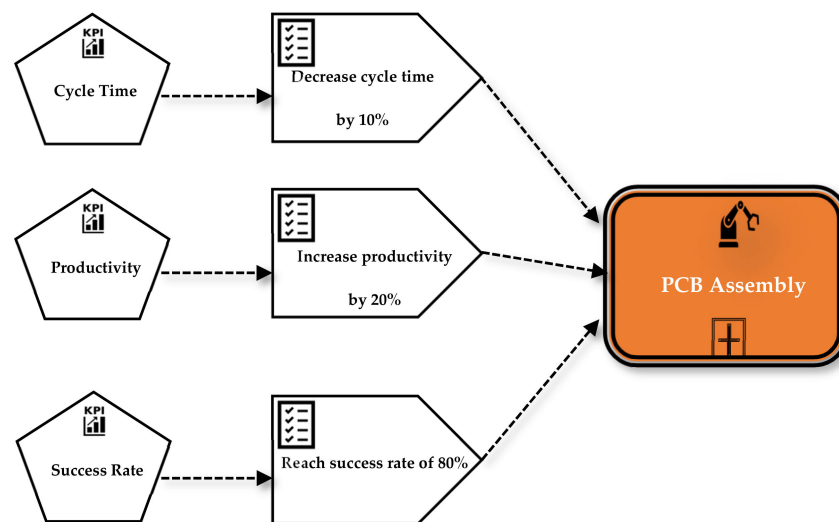 KPI
Cycle Time
Decrease cycle time
by 10%
KPI
Productivity
Increase productivity
by 20%
PCB Assembly
KPI
Success Rate
Reach success rate of 80%